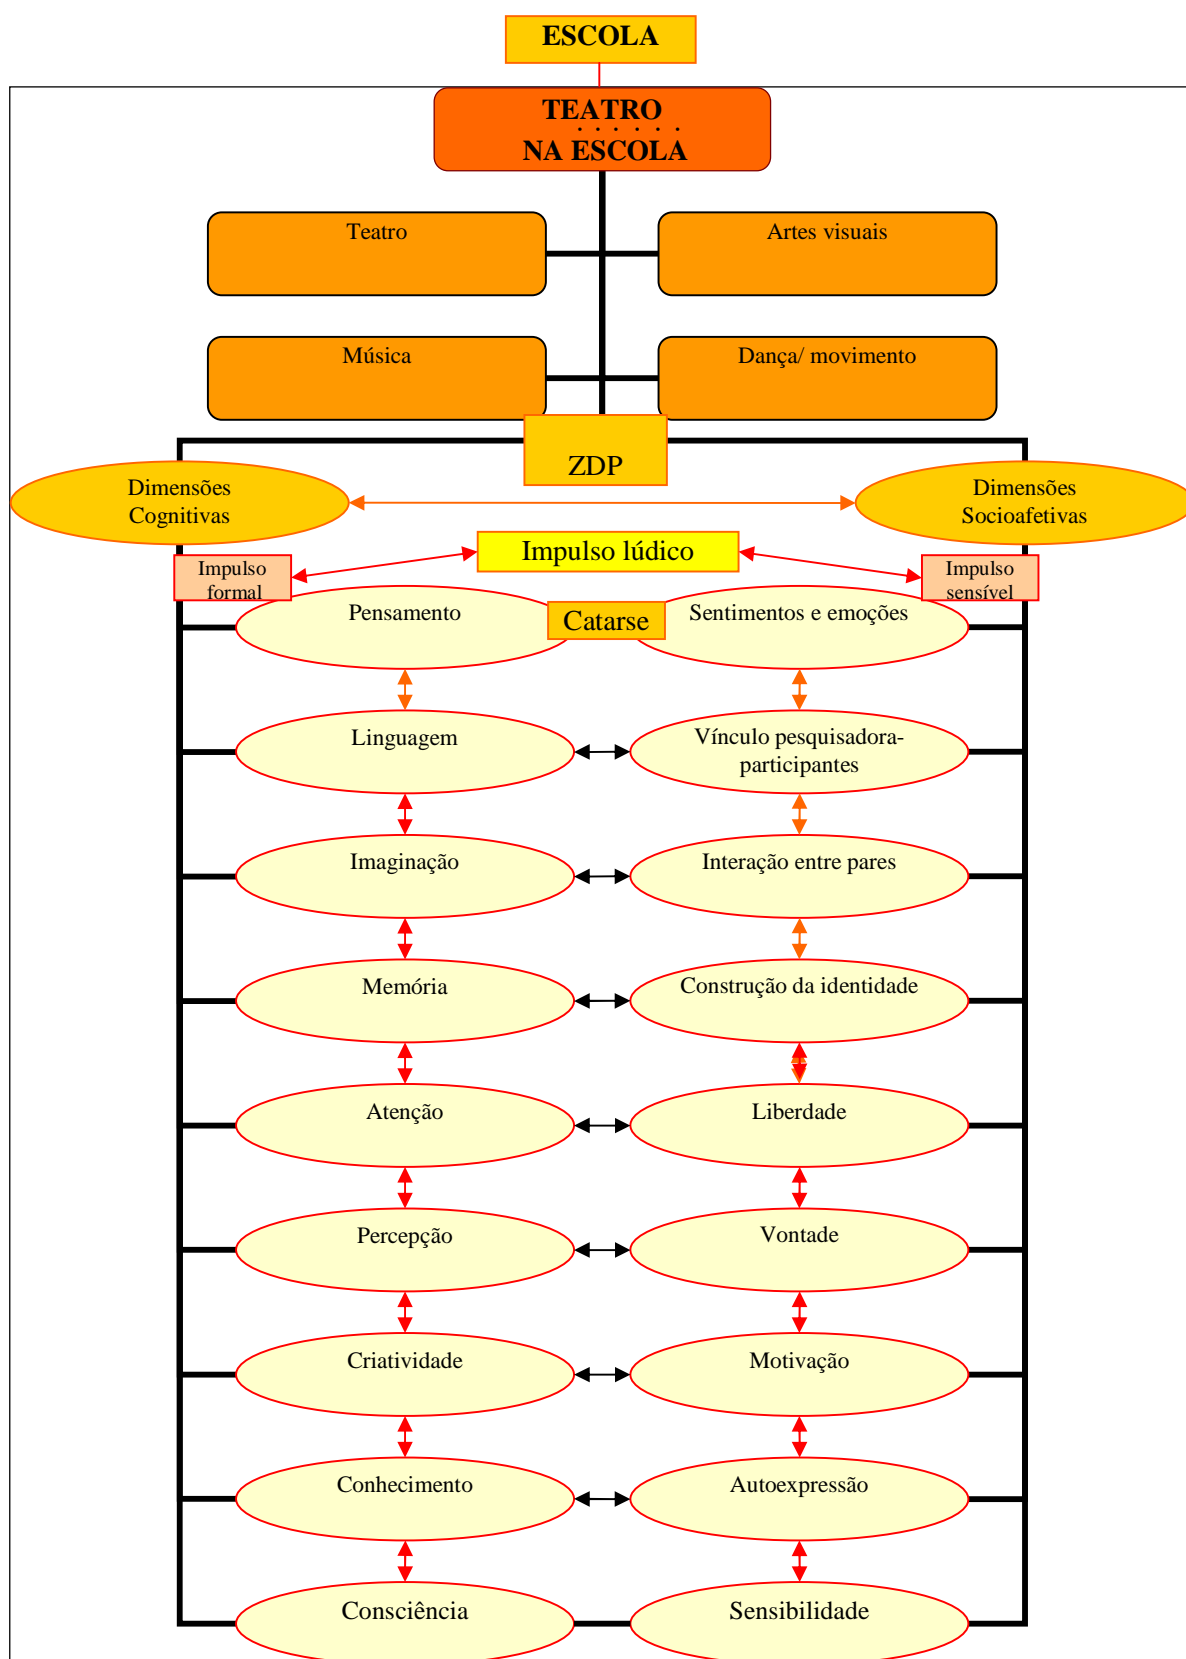 ESCOLA
TEATRO
NA ESCOLA
Teatro
Artes visuais
Música
Dança/ movimento
ZDP
Dimensões
Cognitivas
Dimensões
Socioafetivas
Impulso lúdico
Impulso
formal
Impulso
sensível
Pensamento
Catarse
Sentimentos e emoções
Linguagem
Vínculo pesquisadora-
participantes
Imaginação
Interação entre pares
Memória
Construção da identidade
Atenção
Liberdade
Percepção
Vontade
Criatividade
Motivação
Conhecimento
Autoexpressão
Consciência
Sensibilidade